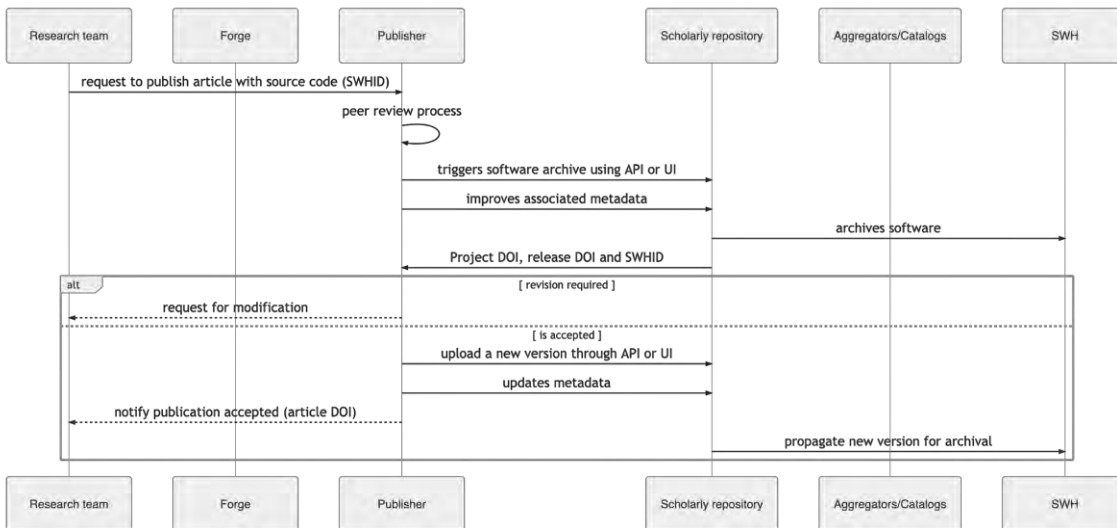 Research team
Forge
Publisher
Scholarly repository
Aggregators/Catalogs
SWH
request to publish article with source code (SWHID)
peer review process
triggers software archive using API or UI
improves associated metadata
archives software
Project DOI, release DOI and SWHID
alt
[ revision required ]
request for modification
[ is accepted ]
upload a new version through API or UI
updates metadata
notify publication accepted (article DOI)
propagate new version for archival
Research team
Forge
Publisher
Scholarly repository
Aggregators/Catalogs
SWH